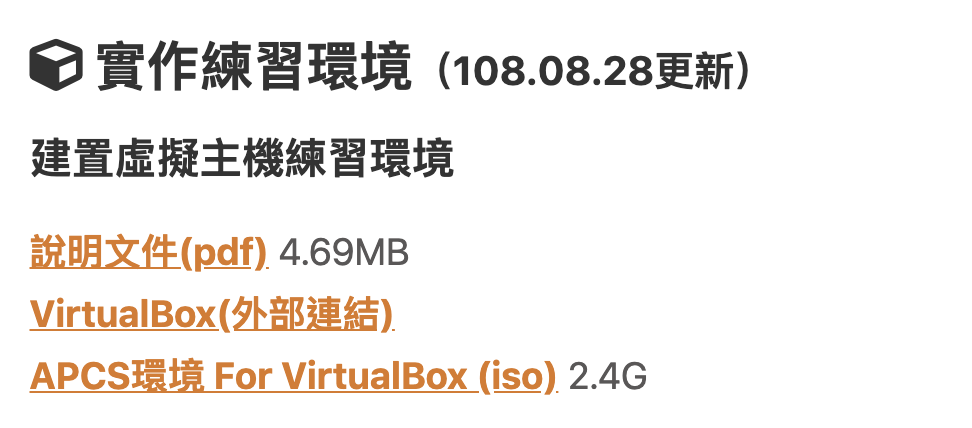 實作練習環境（108.08.28更新）
建置虛擬主機練習環境
說明文件(pdf) 4.69MB
VirtualBox(外部連結)
APCS環境 For VirtualBox (iso) 2.4G